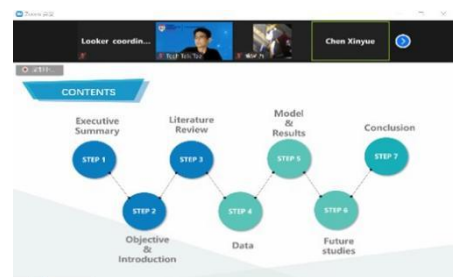 Looker coordin...
Chen Xinyue
CONTENTS
Executive
Summary
Literature
Review
Model
&
Results
Conclusion
STEP 1
STEP 3
STEP 5
STEP 7
STEP 2
STEP 4
STEP 6
Objective
&
Introduction
Data
Future
studies